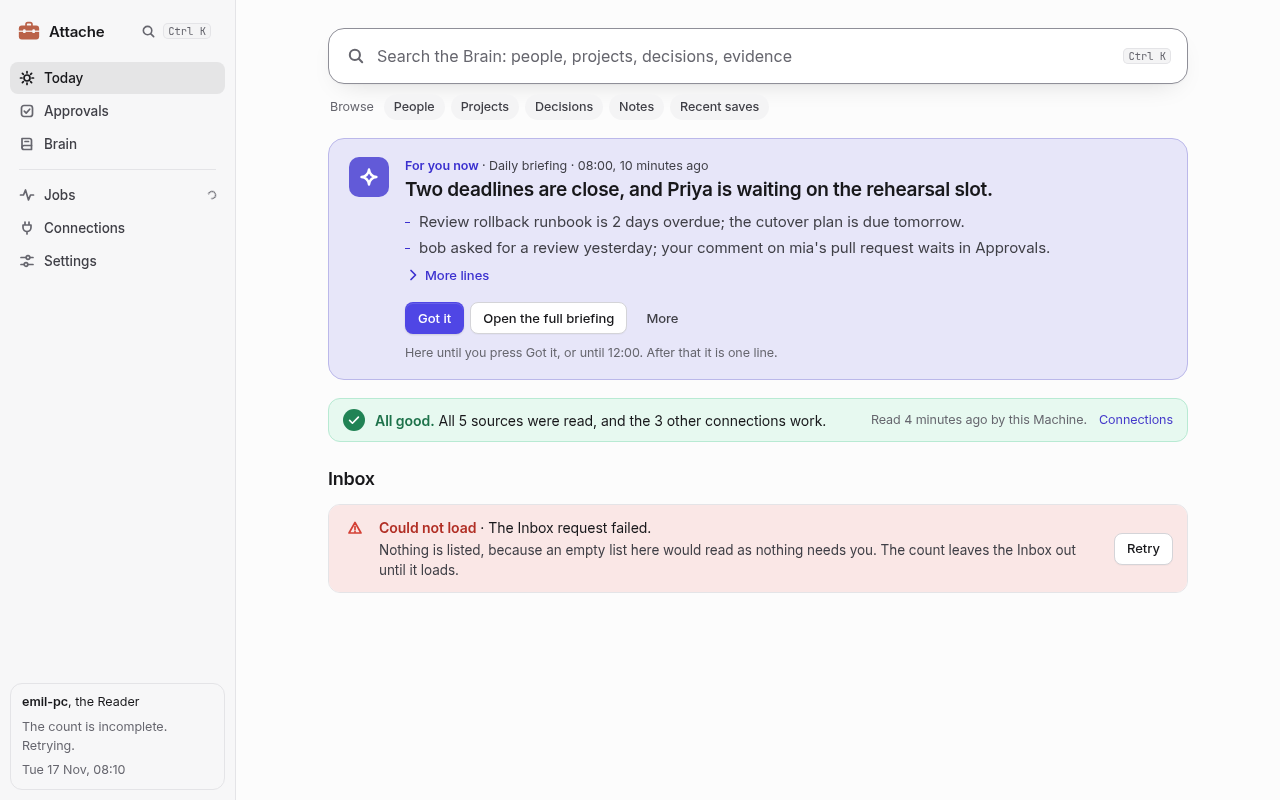 Attache
Ctrl K
Today
Approvals
Brain
Jobs
Connections
Settings
emil-pc, the Reader
The count is incomplete.
Retrying.
Tue 17 Nov, 08:10
Search the Brain: people, projects, decisions, evidence
Ctrl K
Browse People Projects Decisions Notes Recent saves
For you now · Daily briefing · 08:00, 10 minutes ago
Two deadlines are close, and Priya is waiting on the rehearsal slot.
- Review rollback runbook is 2 days overdue; the cutover plan is due tomorrow.
- bob asked for a review yesterday; your comment on mia's pull request waits in Approvals.
More lines
Got it Open the full briefing More
Here until you press Got it, or until 12:00. After that it is one line.
All good. All 5 sources were read, and the 3 other connections work. Read 4 minutes ago by this Machine. Connections
Inbox
Could not load · The Inbox request failed.
Nothing is listed, because an empty list here would read as nothing needs you. The count leaves the Inbox out
until it loads.
Retry